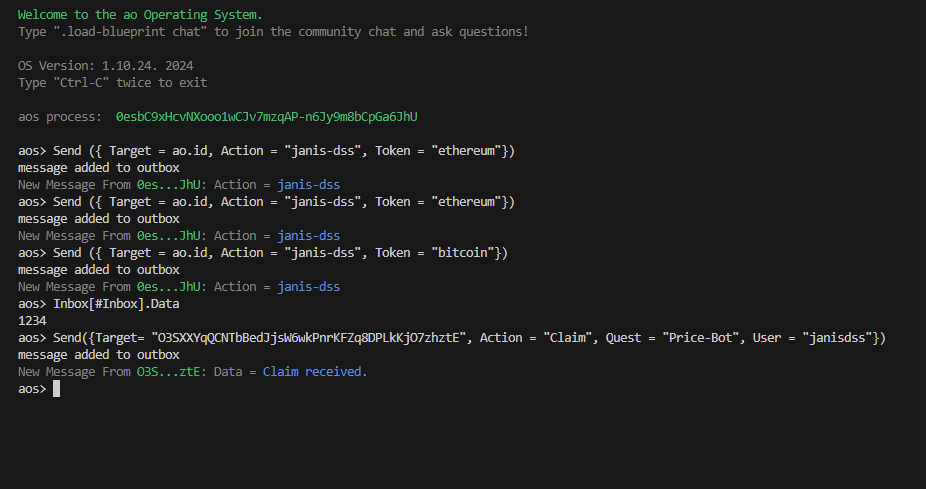 Welcome to the ao Operating System.
Type ".load-blueprint chat" to join the community chat and ask questions!
OS Version: 1.10.24. 2024
Type "Ctrl-C" twice to exit
aos process:  0esbC9xHcvNXooo1wCJv7mzqAP-n6Jy9m8bCpGa6JhU
aos> Send ({ Target = ao.id, Action = "janis-dss", Token = "ethereum"})
message added to outbox
New Message From 0es...JhU: Action = janis-dss
aos> Send ({ Target = ao.id, Action = "janis-dss", Token = "ethereum"})
message added to outbox
New Message From 0es...JhU: Action = janis-dss
aos> Send ({ Target = ao.id, Action = "janis-dss", Token = "bitcoin"})
message added to outbox
New Message From 0es...JhU: Action = janis-dss
aos> Inbox[#Inbox].Data
1234
aos> Send({Target= "O3SXXYqQCNTbBedJjsW6wkPnrKFZq8DPLkKjO7zhztE", Action = "Claim", Quest = "Price-Bot", User = "janisdss"})
message added to outbox
New Message From O3S...ztE: Data = Claim received.
aos>